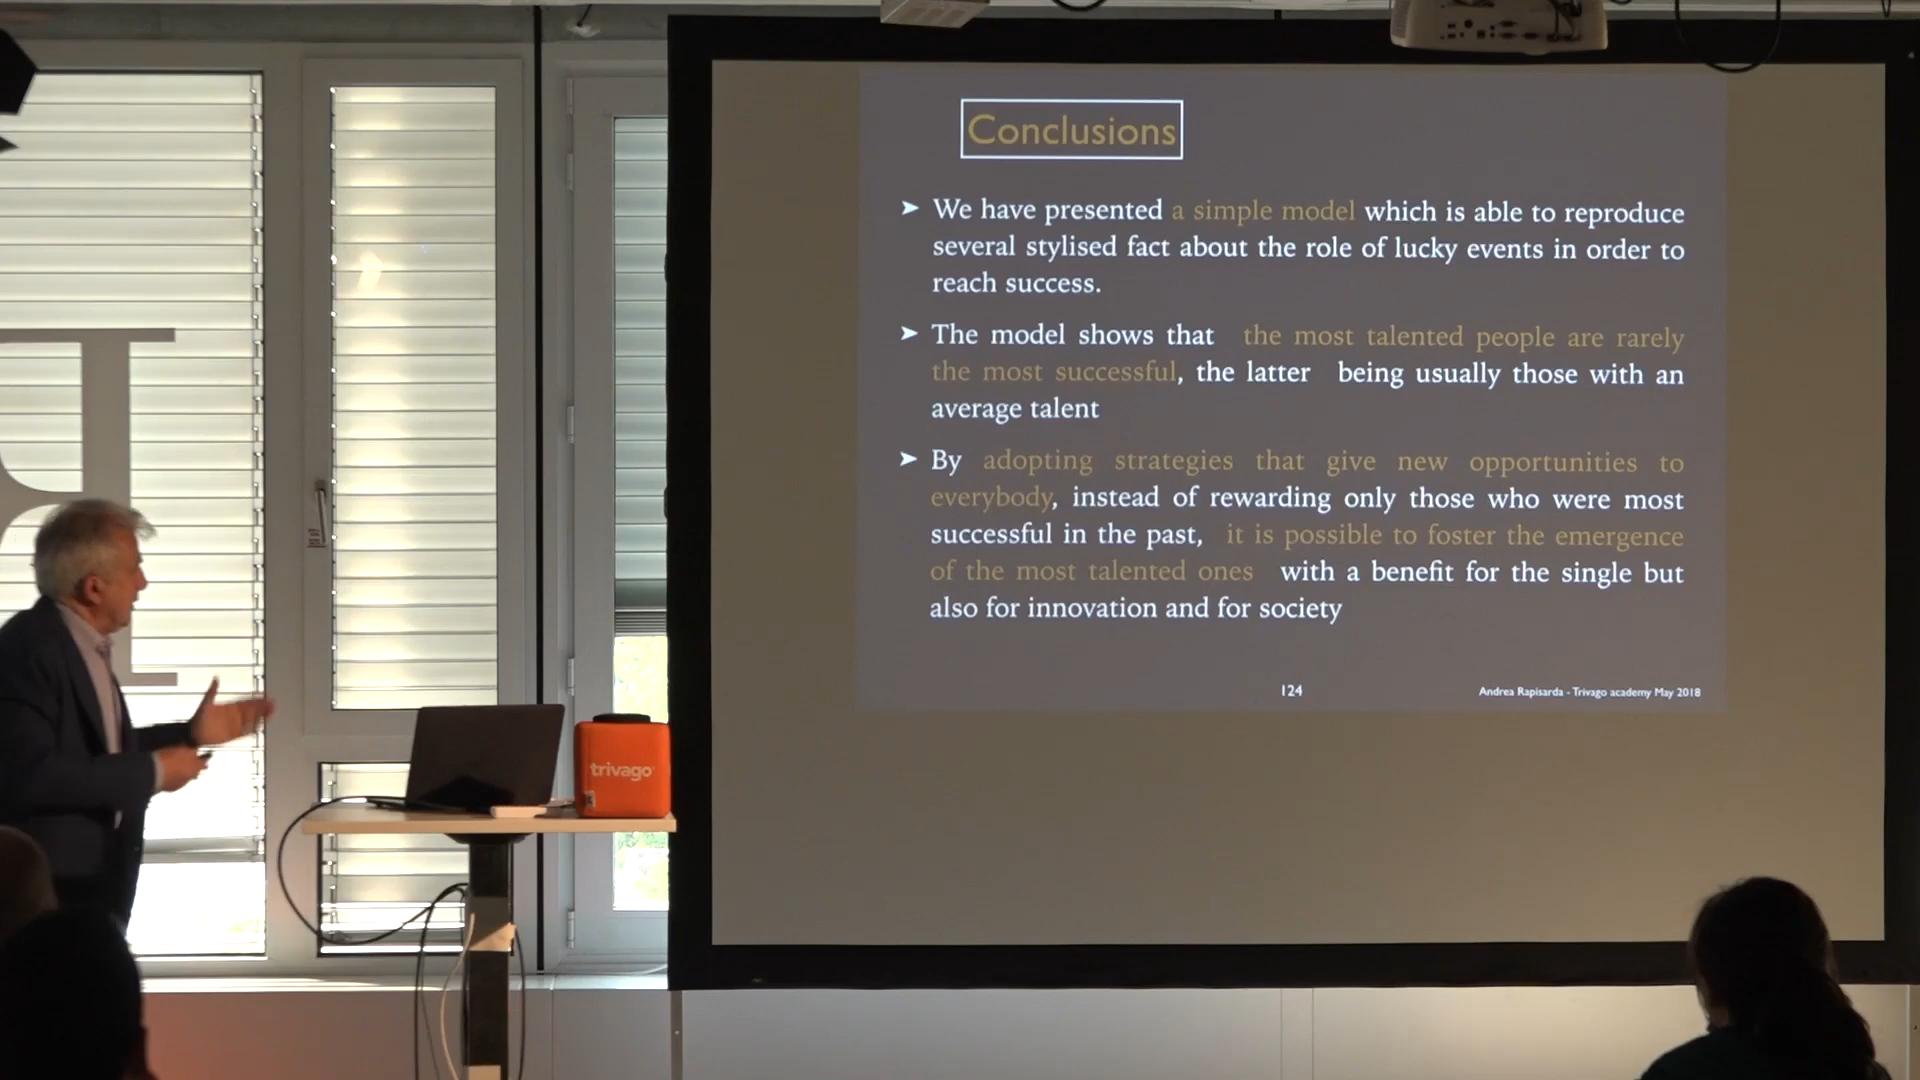 Conclusions
➤ We have presented a simple model which is able to reproduce
several stylised fact about the role of lucky events in order to
reach success.
➤ The model shows that the most talented people are rarely
the most successful, the latter being usually those with an
average talent
➤ By adopting strategies that give new opportunities to
everybody, instead of rewarding only those who were most
successful in the past, it is possible to foster the emergence
of the most talented ones with a benefit for the single but
also for innovation and for society
124
Andrea Rapisarda - Trivago academy May 2018
trivago